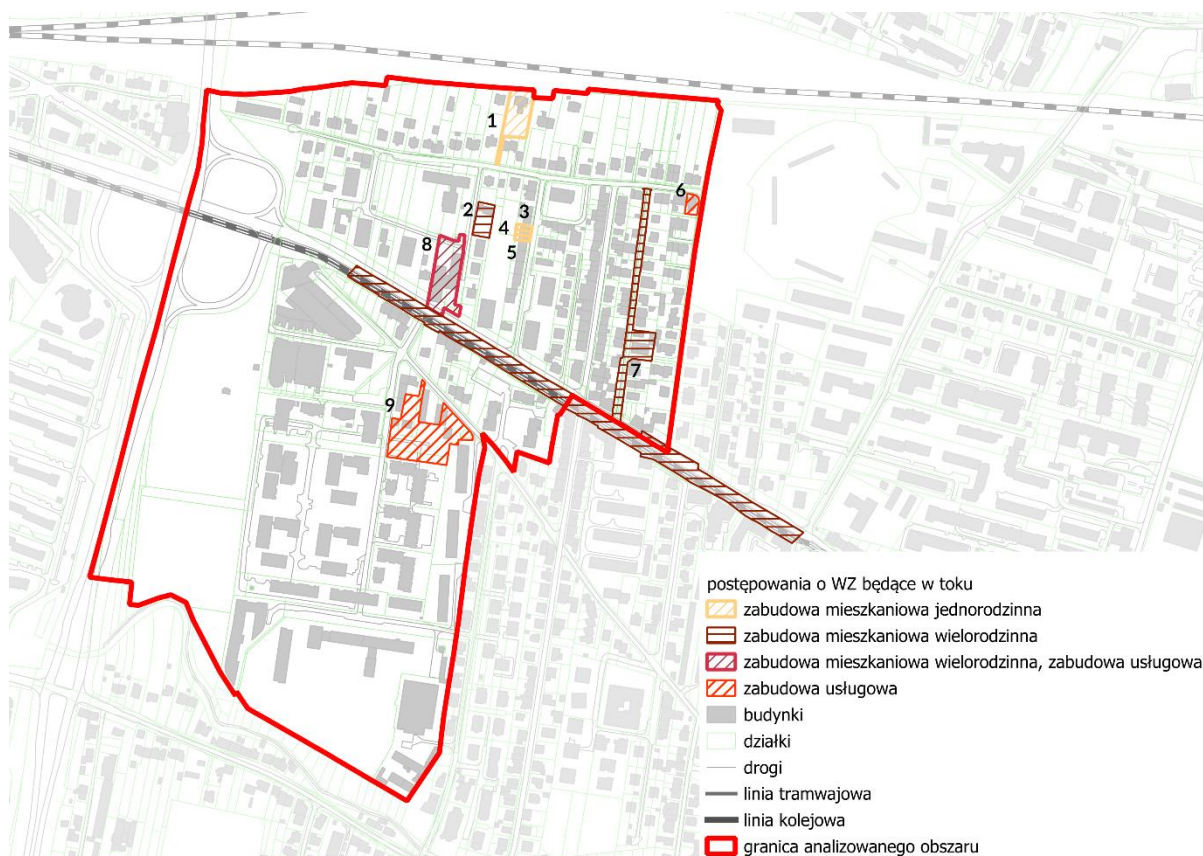 1
6
2
3
4
8
5
7
9
postępowania o WZ będące w toku
zabudowa mieszkaniowa jednorodzinna
zabudowa mieszkaniowa wielorodzinna
zabudowa mieszkaniowa wielorodzinna, zabudowa usługowa
zabudowa usługowa
budynki
działki
drogi
linia tramwajowa
linia kolejowa
granica analizowanego obszaru